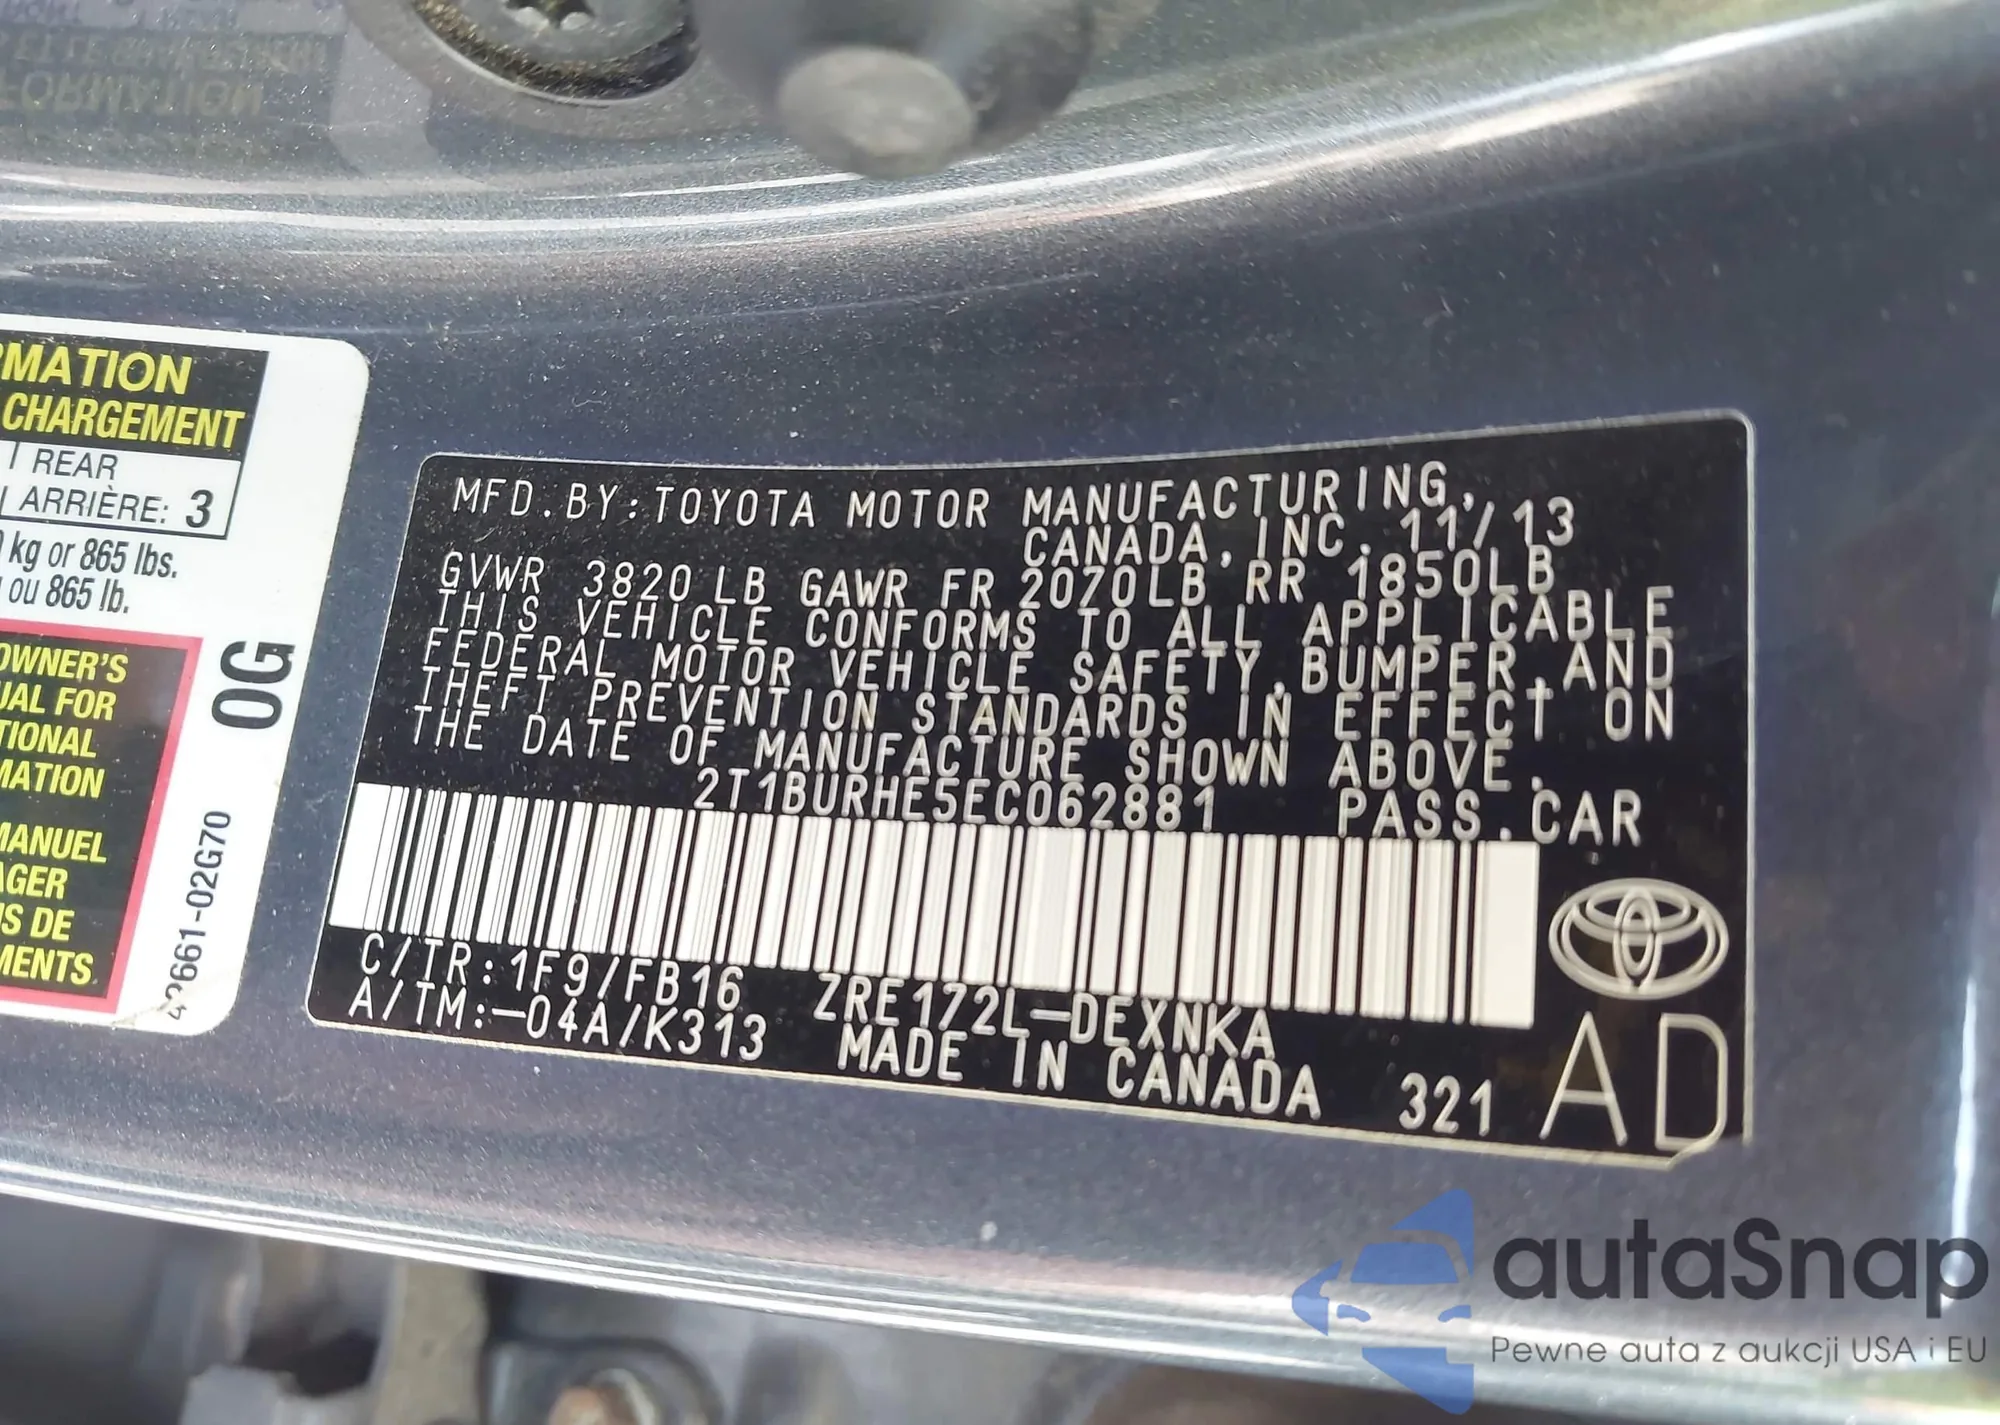 RMATION
CHARGEMENT
REAR
ARRIÈRE: 3
kg or 865 lbs.
ou 865 lb.
OWNER'S
UAL FOR
TIONAL
MATION
MANUEL
AGER
NS DE
MENTS.
0G
42661-02G70
MFD.BY:TOYOTA MOTOR MANUFACTURING,
CANADA,INC. 11/13
GVWR 3820LB GAWR FR 2070LB RR 1850LB
THIS VEHICLE CONFORMS TO ALL APPLICABLE
FEDERAL MOTOR VEHICLE SAFETY,BUMPER,AND
THEFT PREVENTION STANDARDS IN EFFECT ON
THE DATE OF MANUFACTURE SHOWN ABOVE.
2T1BURHE5EC062881 PASS.CAR
C/TR:1F9/FB16 ZRE172L-DEXNKA
A/TM:-04A/K313 MADE IN CANADA 321
AD
autaSnap
Pewne auta z aukcji USA i EU